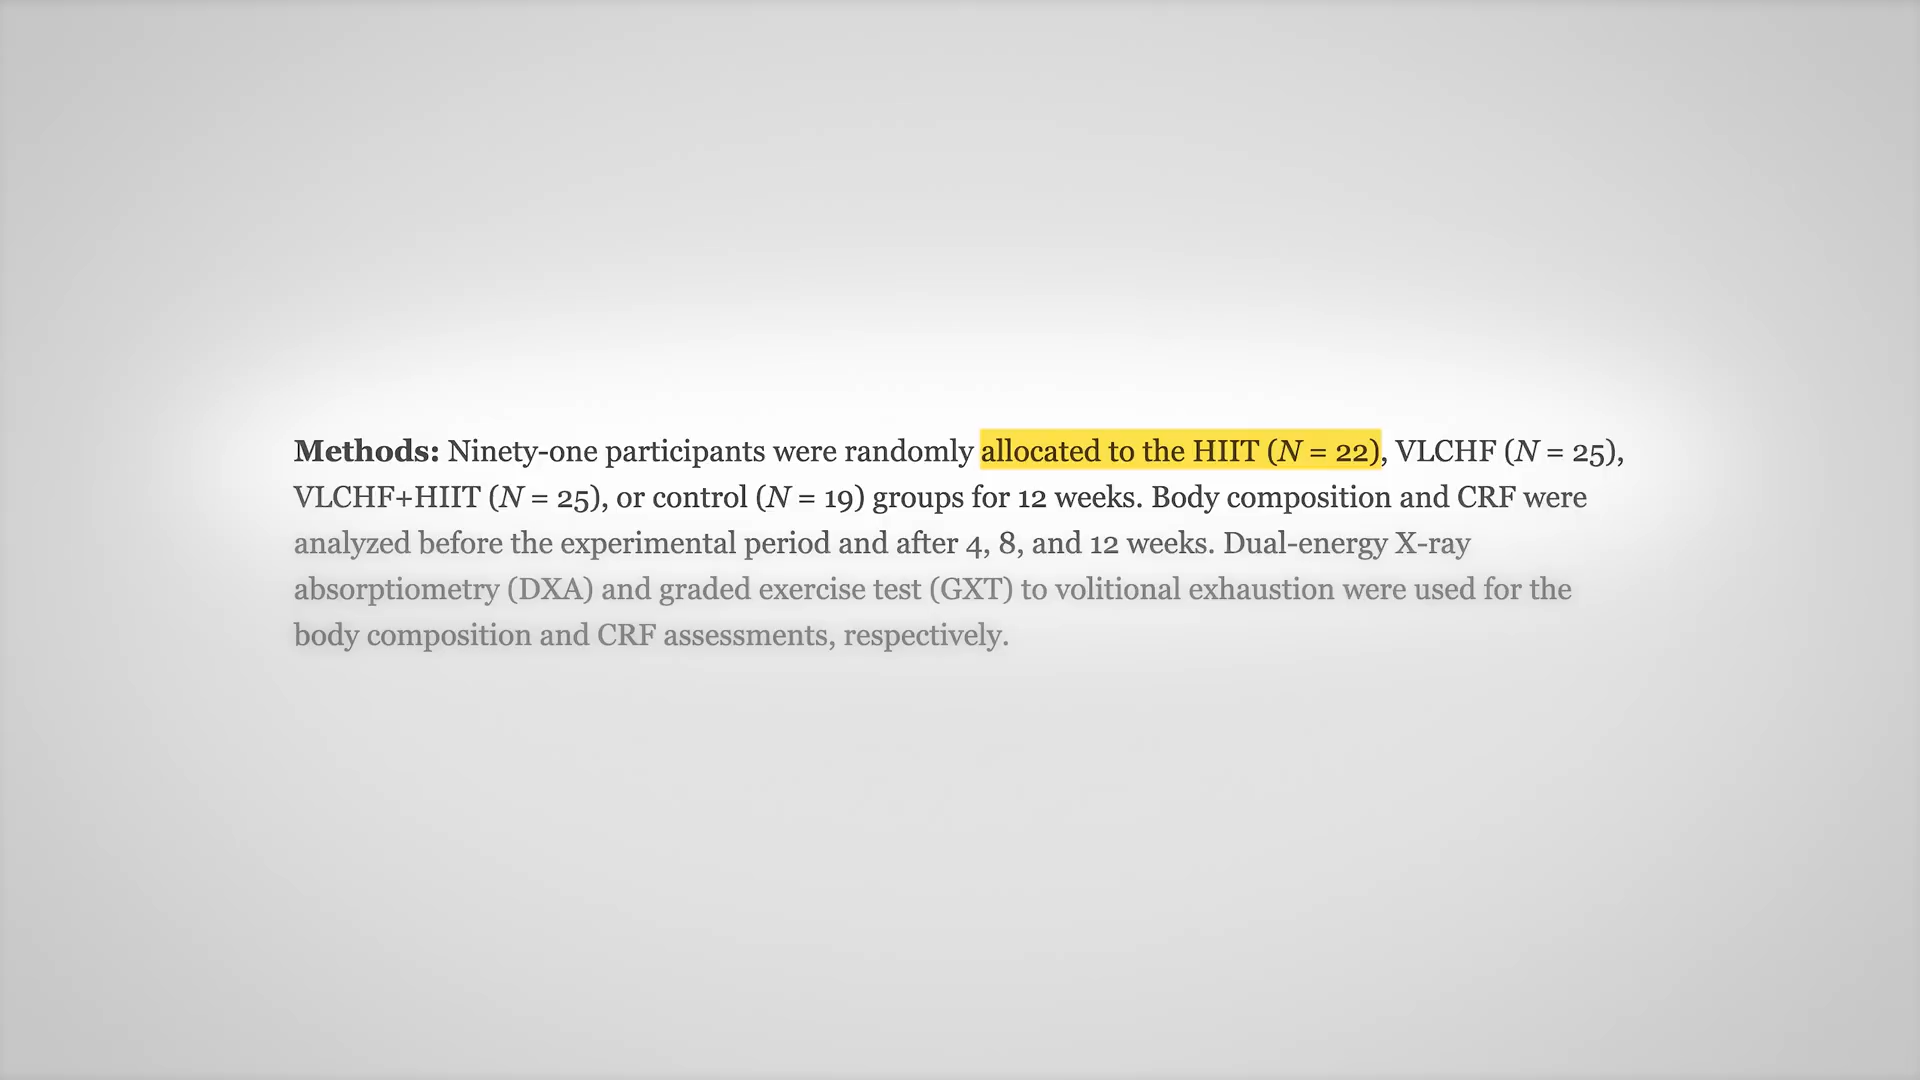 Methods: Ninety-one participants were randomly allocated to the HIIT (N = 22), VLCHF (N = 25),
VLCHF+HIIT (N = 25), or control (N = 19) groups for 12 weeks. Body composition and CRF were
analyzed before the experimental period and after 4, 8, and 12 weeks. Dual-energy X-ray
absorptiometry (DXA) and graded exercise test (GXT) to volitional exhaustion were used for the
body composition and CRF assessments, respectively.